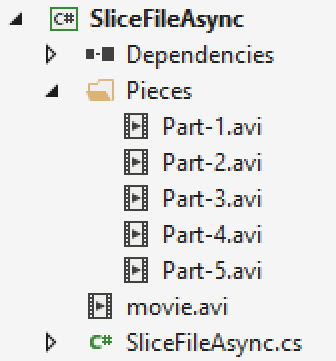 C# SliceFileAsync
Dependencies
Pieces
Part-1.avi
Part-2.avi
Part-3.avi
Part-4.avi
Part-5.avi
movie.avi
C# SliceFileAsync.cs